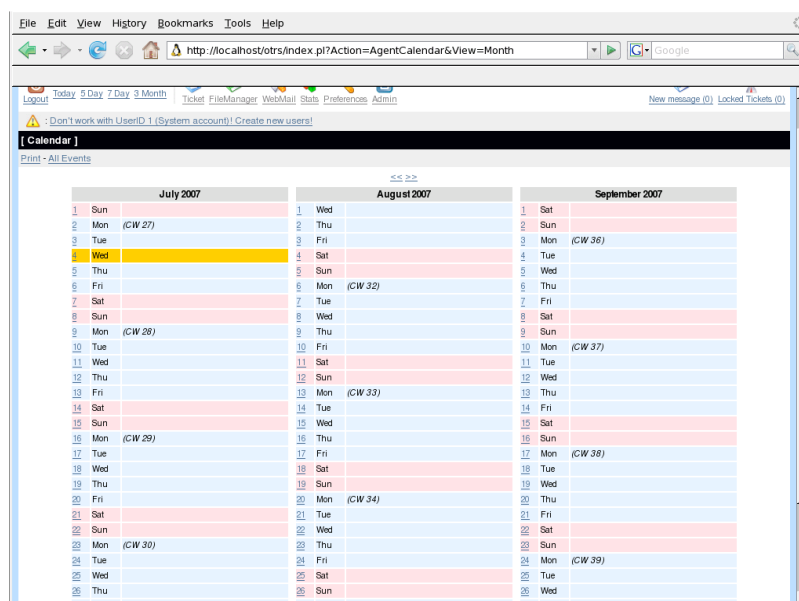 File Edit View History Bookmarks Tools Help
http://localhost/otrs/index.pl?Action=AgentCalendar&View=Month
G Google
Logout Today 5 Day 7 Day 3 Month Ticket FileManager WebMail Stats Preferences Admin New message (0) Locked Tickets (0)
: Don't work with UserID 1 (System account)! Create new users!
[ Calendar ]
Print - All Events
<< >>
July 2007 August 2007 September 2007
1 Sun 1 Wed 1 Sat
2 Mon (CW 27) 2 Thu 2 Sun
3 Tue 3 Fri 3 Mon (CW 36)
4 Wed 4 Sat 4 Tue
5 Thu 5 Sun 5 Wed
6 Fri 6 Mon (CW 32) 6 Thu
7 Sat 7 Tue 7 Fri
8 Sun 8 Wed 8 Sat
9 Mon (CW 28) 9 Thu 9 Sun
10 Tue 10 Fri 10 Mon (CW 37)
11 Wed 11 Sat 11 Tue
12 Thu 12 Sun 12 Wed
13 Fri 13 Mon (CW 33) 13 Thu
14 Sat 14 Tue 14 Fri
15 Sun 15 Wed 15 Sat
16 Mon (CW 29) 16 Thu 16 Sun
17 Tue 17 Fri 17 Mon (CW 38)
18 Wed 18 Sat 18 Tue
19 Thu 19 Sun 19 Wed
20 Fri 20 Mon (CW 34) 20 Thu
21 Sat 21 Tue 21 Fri
22 Sun 22 Wed 22 Sat
23 Mon (CW 30) 23 Thu 23 Sun
24 Tue 24 Fri 24 Mon (CW 39)
25 Wed 25 Sat 25 Tue
26 Thu 26 Sun 26 Wed